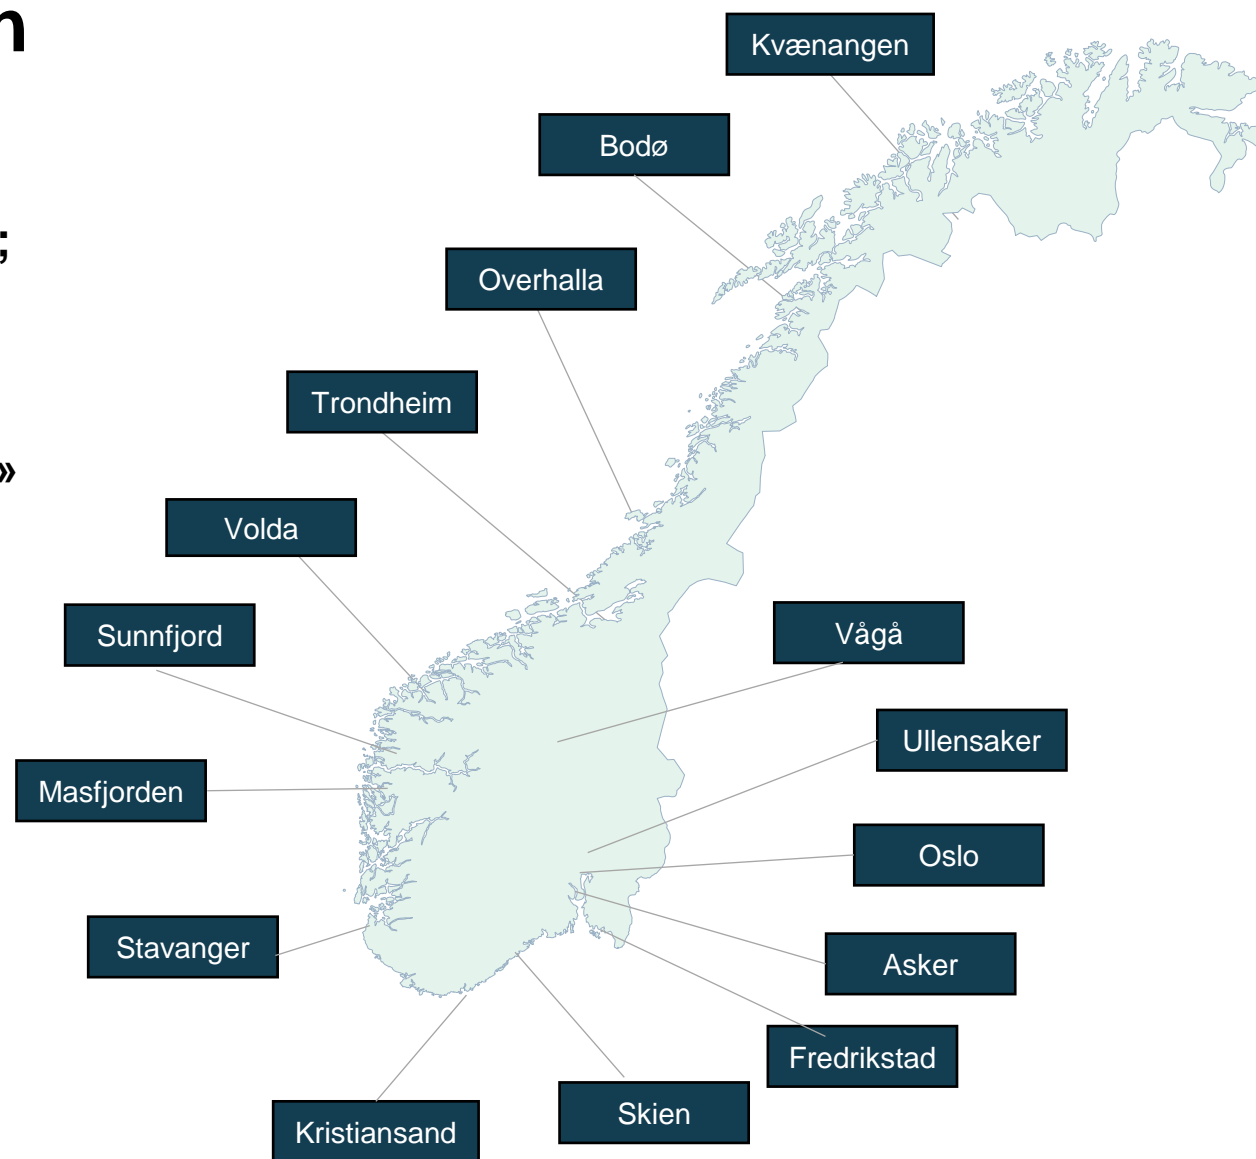 n
Kvænangen
Bodø
;
Overhalla
Trondheim
»
Volda
Sunnfjord
Vågå
Ullensaker
Masfjorden
Oslo
Stavanger
Asker
Fredrikstad
Skien
Kristiansand